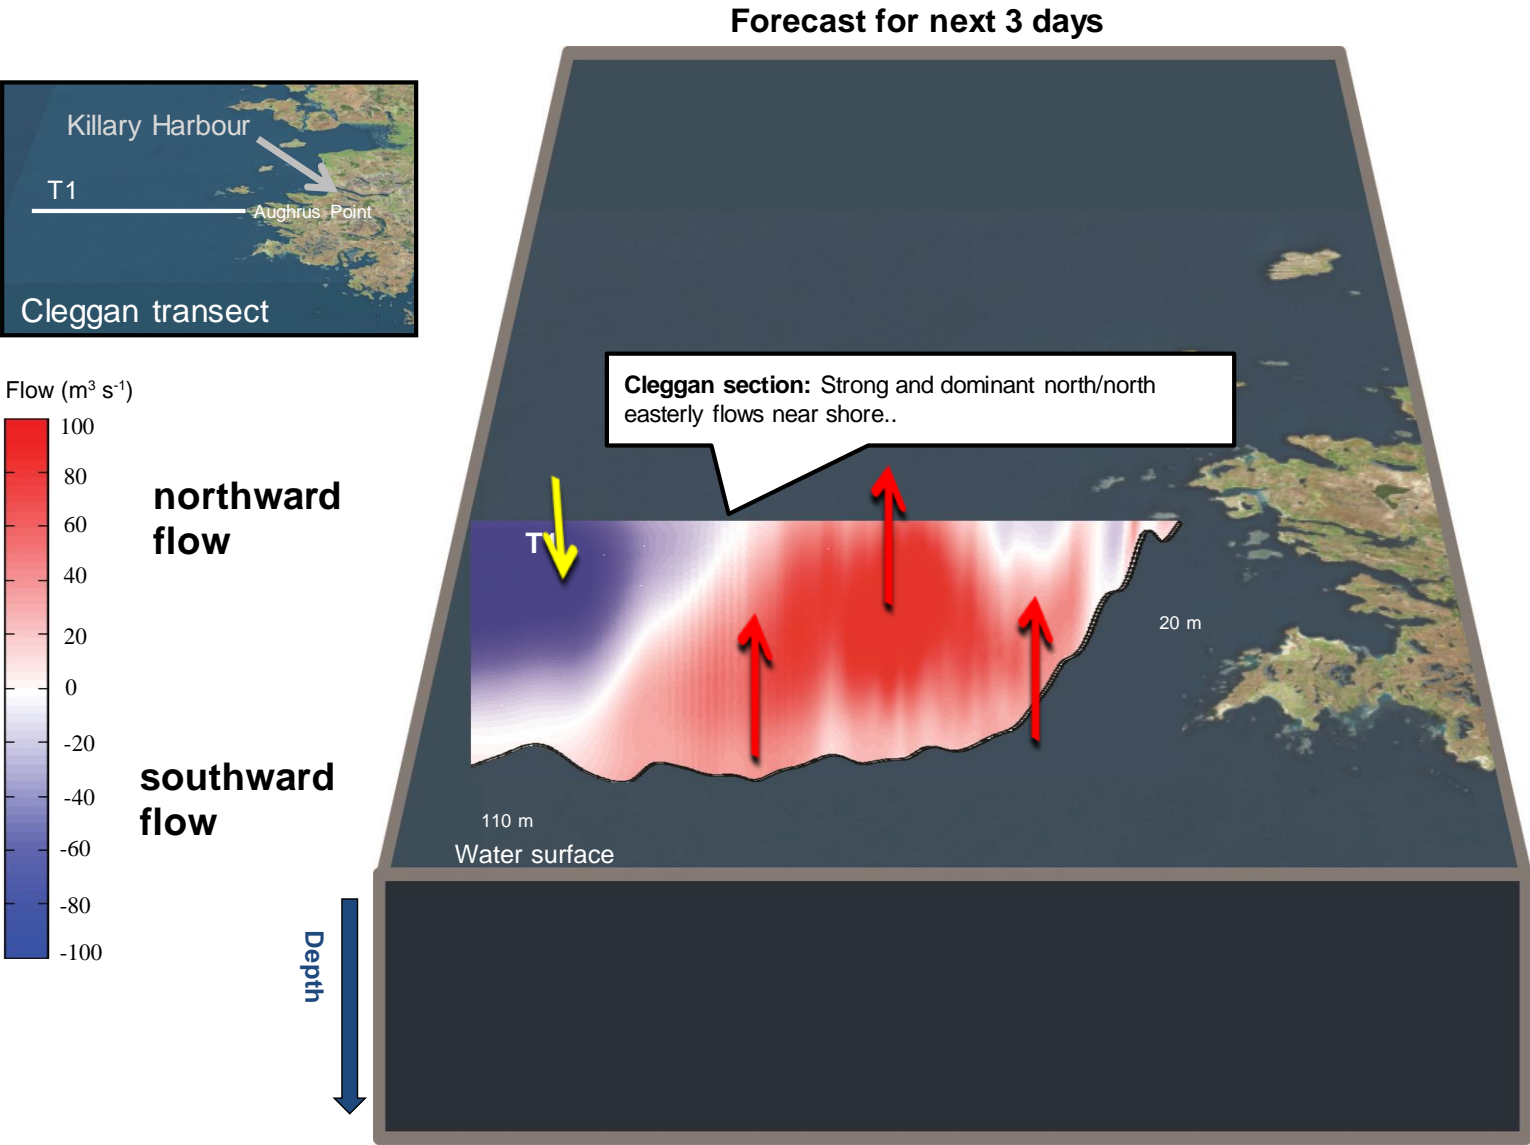 Forecast for next 3 days
Killary Harbour
T1
Aughrus Point
Cleggan transect
Flow (m³ s⁻¹)
100
80
60
40
20
0
-20
-40
-60
-80
-100
northward
flow
southward
flow
Cleggan section: Strong and dominant north/north
easterly flows near shore..
T1
20 m
110 m
Water surface
Depth